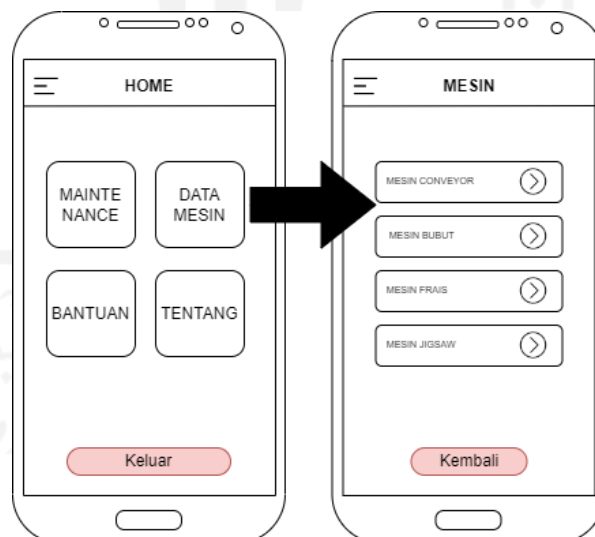 HOME
MAINTE
NANCE
DATA
MESIN
BANTUAN
TENTANG
Keluar
MESIN
MESIN CONVEYOR
MESIN BUBUT
MESIN FRAIS
MESIN JIGSAW
Kembali